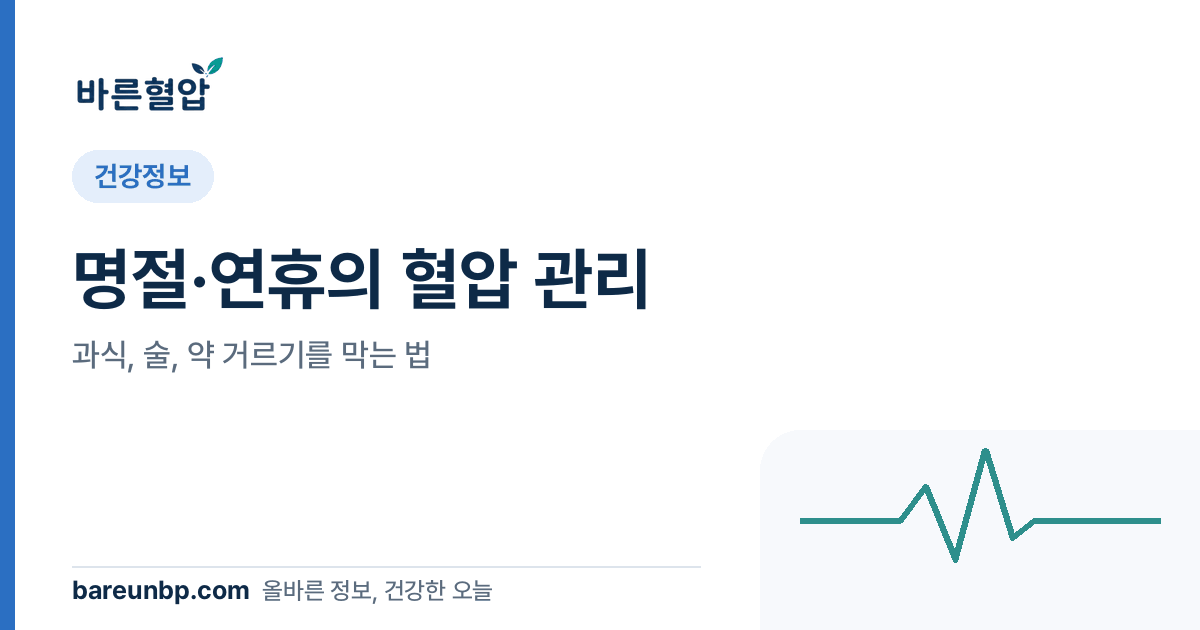 바른혈압
건강정보
명절·연휴의 혈압 관리
과식, 술, 약 거르기를 막는 법
bareunbp.com 올바른 정보, 건강한 오늘